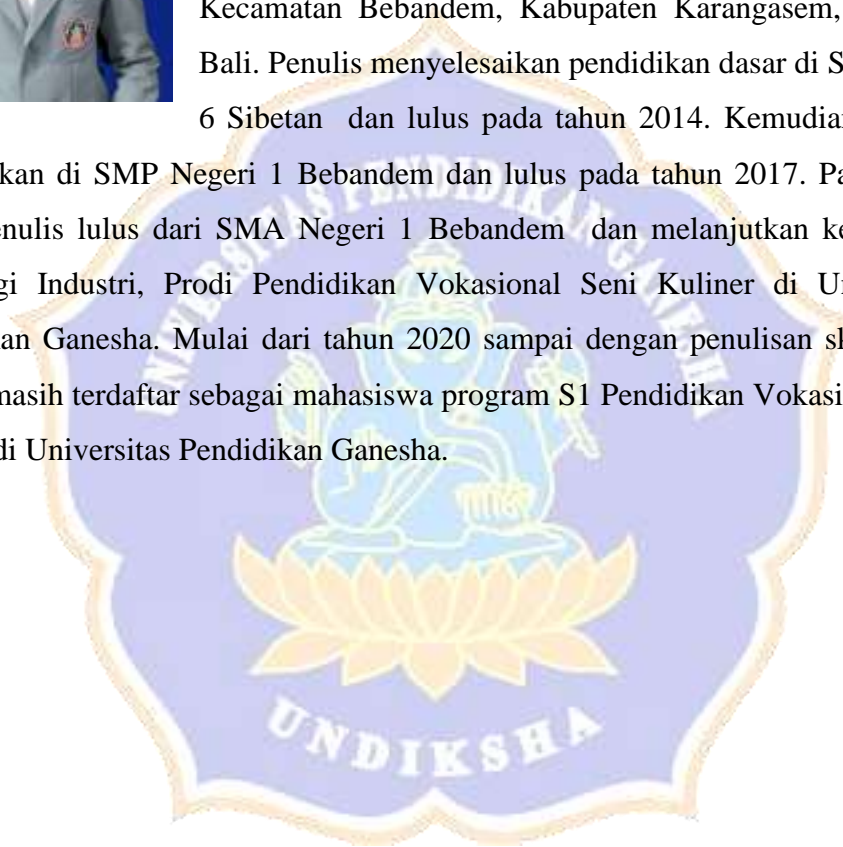 Kecamatan Bebandem, Kabupaten Karangasem,
Bali. Penulis menyelesaikan pendidikan dasar di S
6 Sibetan dan lulus pada tahun 2014. Kemudian
kan di SMP Negeri 1 Bebandem dan lulus pada tahun 2017. Pa
enulis lulus dari SMA Negeri 1 Bebandem dan melanjutkan ke
gi Industri, Prodi Pendidikan Vokasional Seni Kuliner di Un
an Ganesha. Mulai dari tahun 2020 sampai dengan penulisan sk
masih terdaftar sebagai mahasiswa program S1 Pendidikan Vokasi
di Universitas Pendidikan Ganesha.
UNIVERSITAS PENDIDIKAN GANESHA
UNDIKSHA